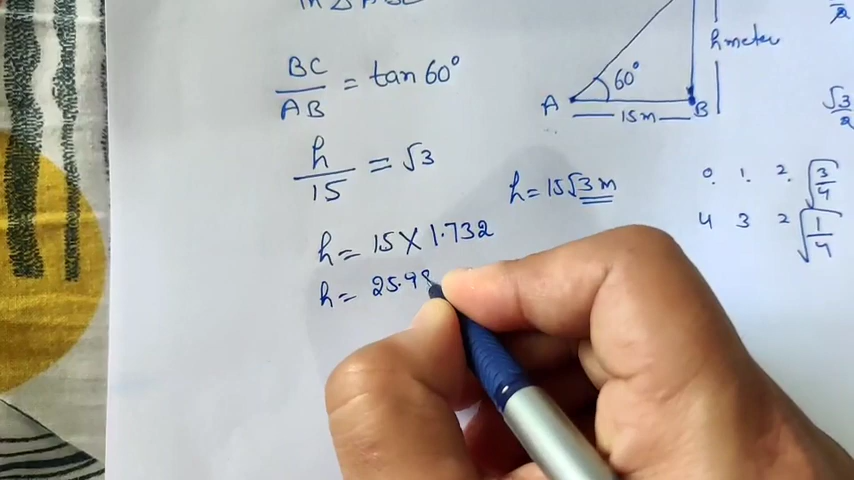 BC / AB = tan 60°
h / 15 = √3
h = 15 × 1.732
h = 25.98
h meter
60°
A
B
15m
h = 15√3 m
√3/2
0. 1. 2. √3/4
4 3 2 √1/4